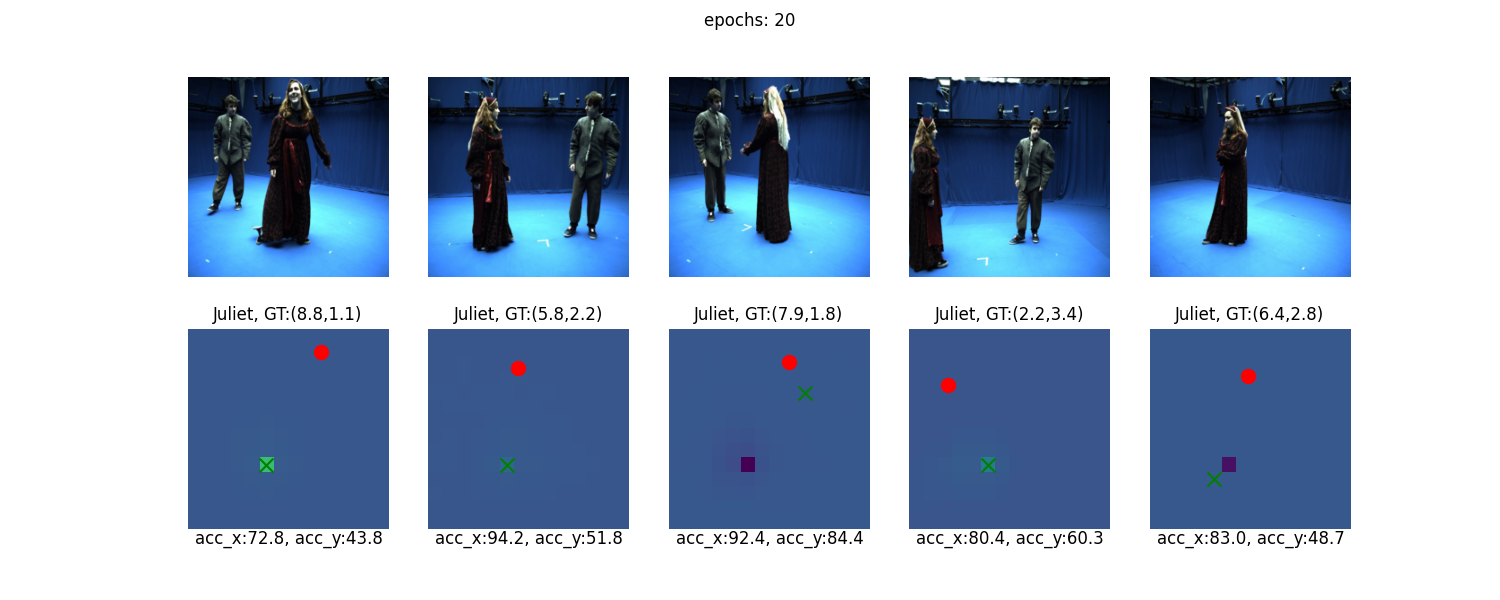 epochs: 20
Juliet, GT:(8.8,1.1)
Juliet, GT:(5.8,2.2)
Juliet, GT:(7.9,1.8)
Juliet, GT:(2.2,3.4)
Juliet, GT:(6.4,2.8)
acc_x:72.8, acc_y:43.8
acc_x:94.2, acc_y:51.8
acc_x:92.4, acc_y:84.4
acc_x:80.4, acc_y:60.3
acc_x:83.0, acc_y:48.7